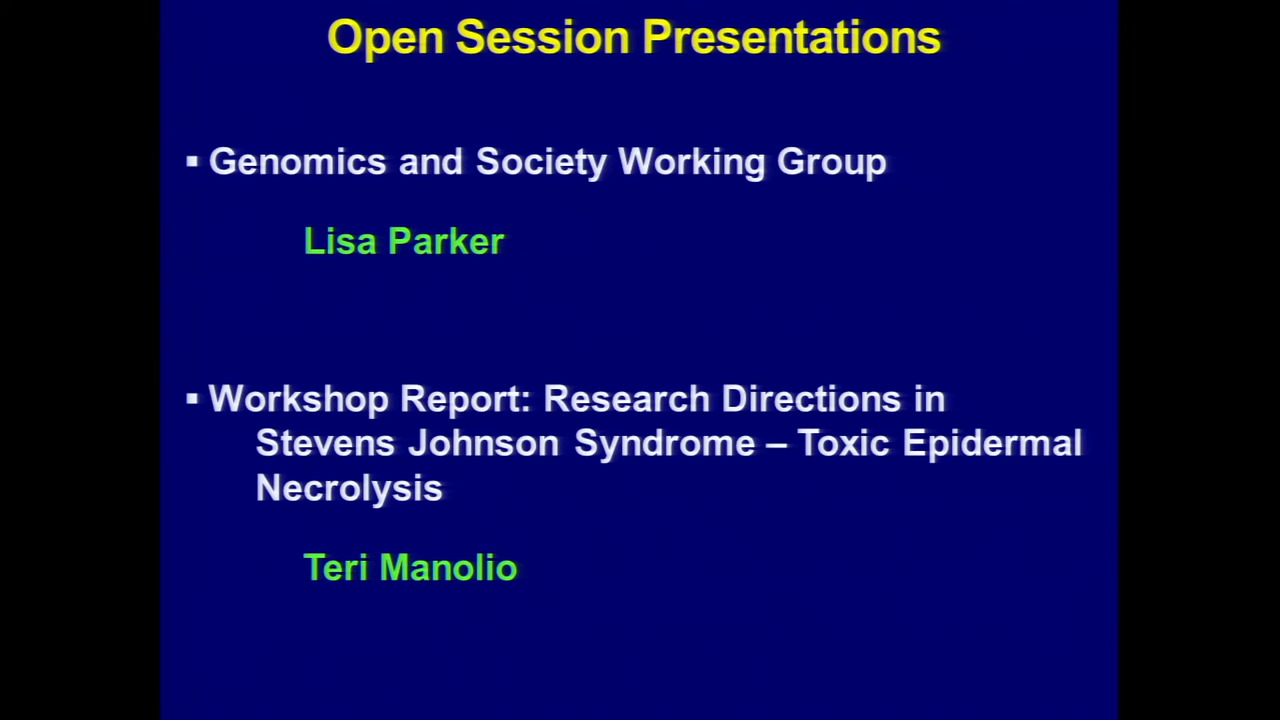 Open Session Presentations
▪ Genomics and Society Working Group
Lisa Parker
▪ Workshop Report: Research Directions in
Stevens Johnson Syndrome – Toxic Epidermal
Necrolysis
Teri Manolio